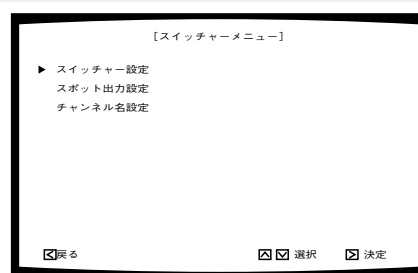 [スイッチャーメニュー]
▶ スイッチャー設定
スポット出力設定
チャンネル名設定
戻る 選択 決定